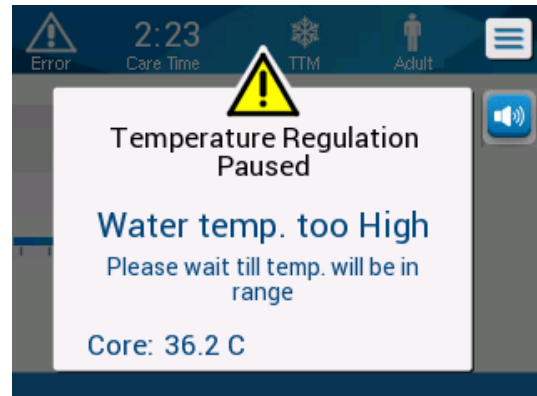 2:23
Error
Care Time
TTM
Adult
Temperature Regulation
Paused
Water temp. too High
Please wait till temp. will be in
range
Core: 36.2 C